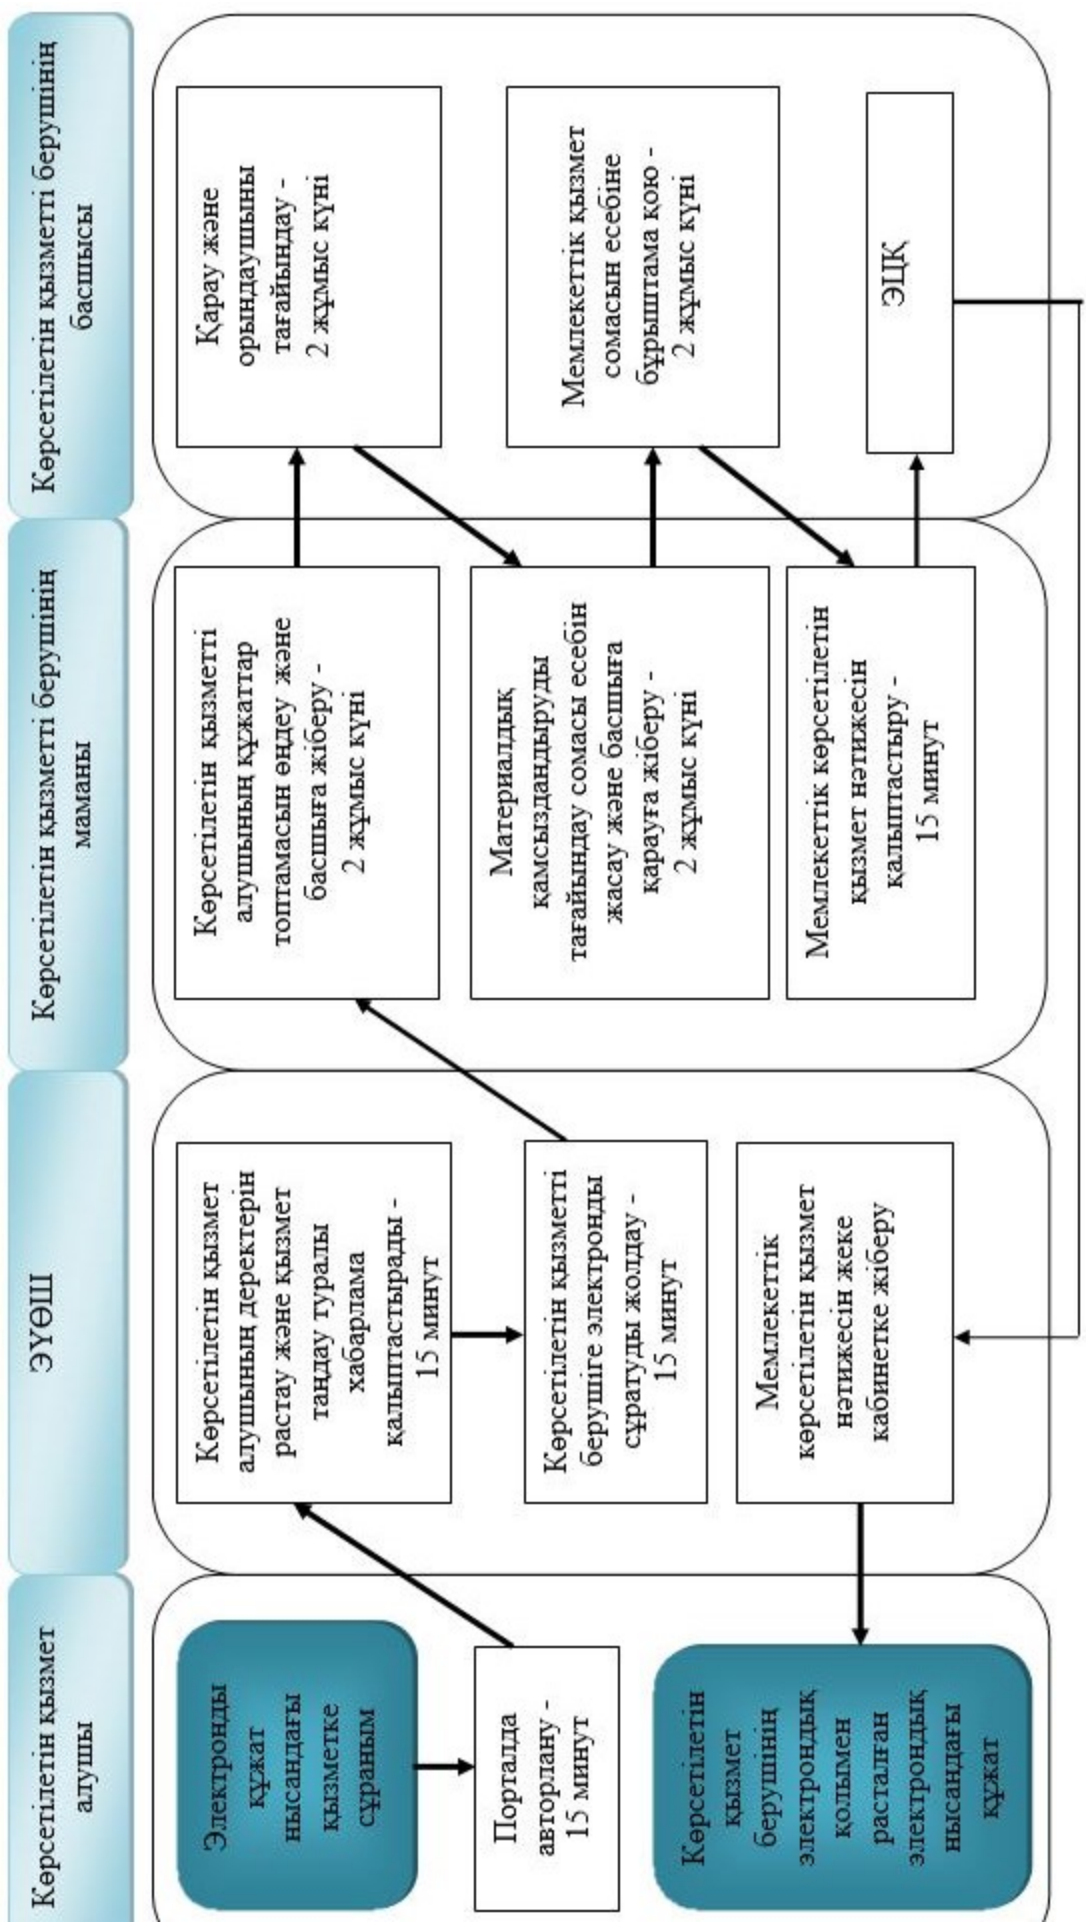 Көрсетілетін қызмет
алушы
ЭҮӨШ
Көрсетілетін қызметті берушінің
маманы
Көрсетілетін қызметті берушінің
басшысы
Электронды
құжат
нысандағы
қызметке
сұраным
Порталда
авторлану -
15 минут
Көрсетілетін
қызмет
берушінің
электрондық
қолымен
расталған
электрондық
нысандағы
құжат
Көрсетілетін қызмет
алушының деректерін
растау және қызмет
таңдау туралы
хабарлама
қалыптастырады -
15 минут
Көрсетілетін қызметті
берушіге электронды
сұратуды жолдау -
15 минут
Мемлекеттік
көрсетілетін қызмет
нәтижесін жеке
кабинетке жіберу
Көрсетілетін қызметті
алушының құжаттар
топтамасын өңдеу және
басшыға жіберу -
2 жұмыс күні
Материалдық
қамсыздандыруды
тағайындау сомасы есебін
жасау және басшыға
қарауға жіберу -
2 жұмыс күні
Мемлекеттік көрсетілетін
қызмет нәтижесін
қалыптастыру -
15 минут
Қарау және
орындаушыны
тағайындау -
2 жұмыс күні
Мемлекеттік қызмет
сомасын есебіне
бұрыштама қою -
2 жұмыс күні
ЭЦҚ